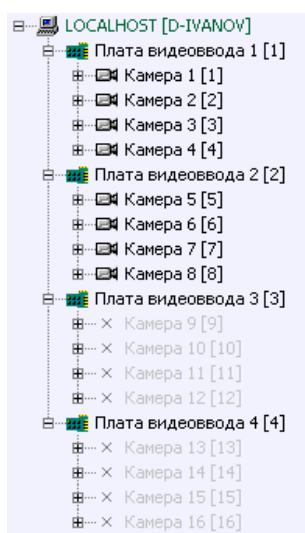 LOCALHOST [D-IVANOV]
Плата видеоввода 1 [1]
Камера 1 [1]
Камера 2 [2]
Камера 3 [3]
Камера 4 [4]
Плата видеоввода 2 [2]
Камера 5 [5]
Камера 6 [6]
Камера 7 [7]
Камера 8 [8]
Плата видеоввода 3 [3]
Камера 9 [9]
Камера 10 [10]
Камера 11 [11]
Камера 12 [12]
Плата видеоввода 4 [4]
Камера 13 [13]
Камера 14 [14]
Камера 15 [15]
Камера 16 [16]